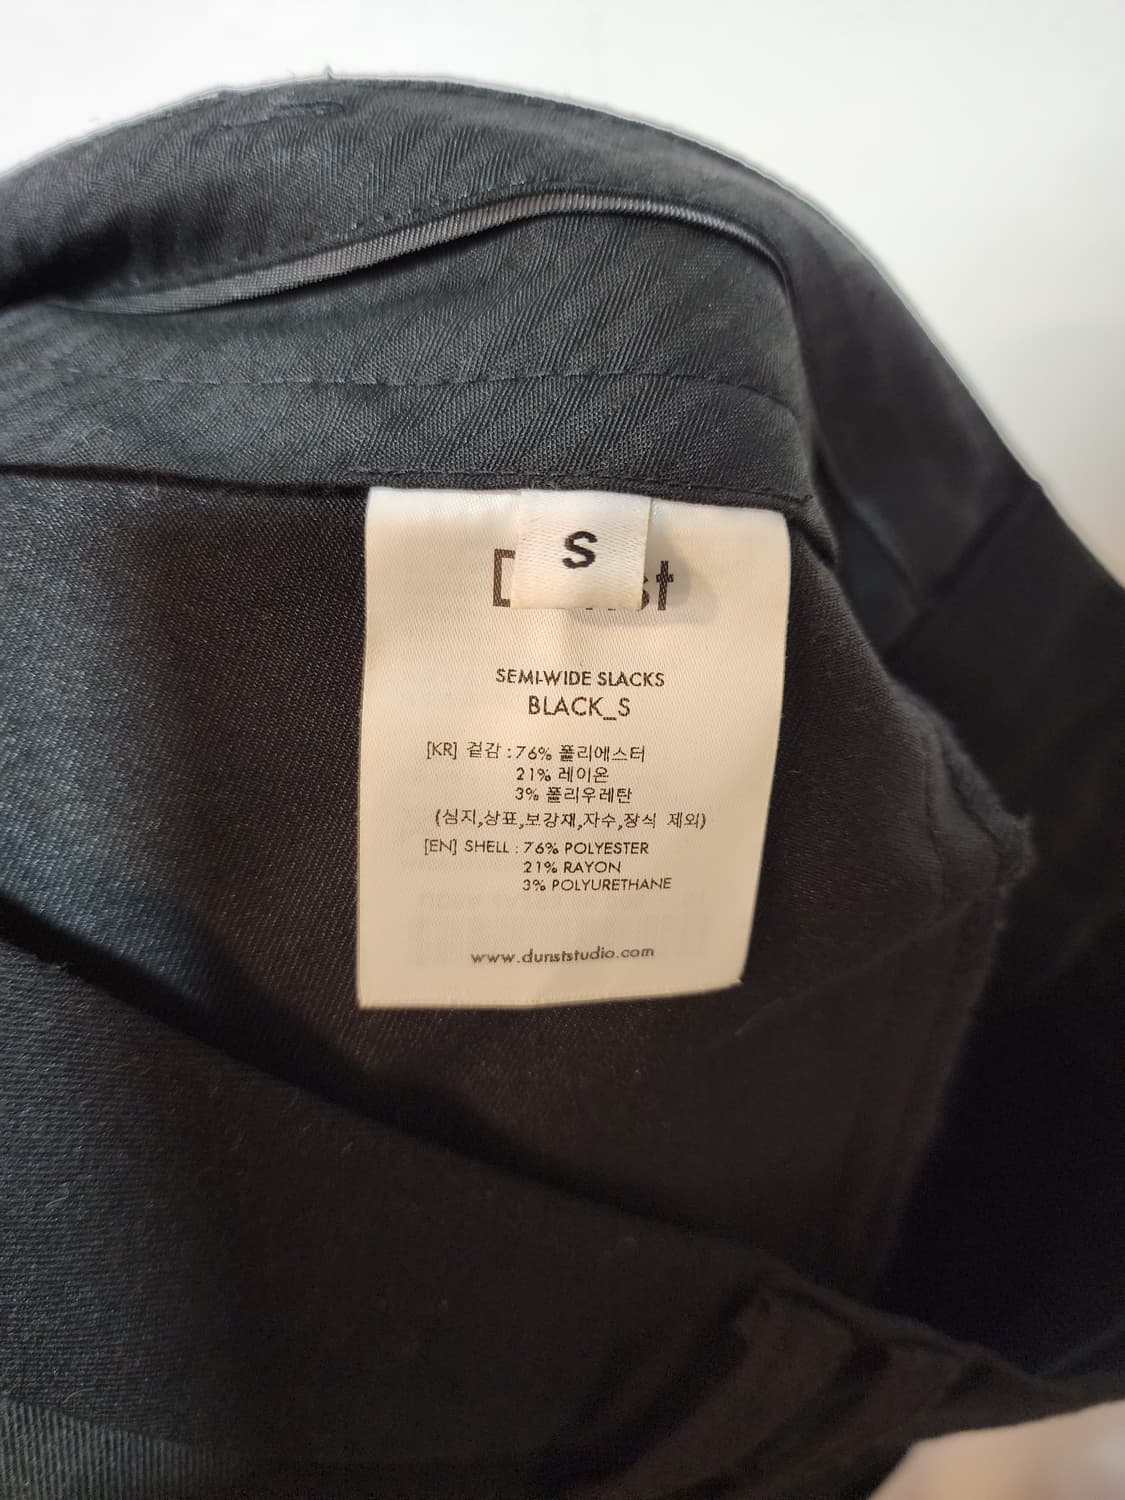 S
SEMI-WIDE SLACKS
BLACK_S
[KR] 겉감 : 76% 폴리에스터
21% 레이온
3% 폴리우레탄
(심지,상표,보강재,자수,장식 제외)
[EN] SHELL : 76% POLYESTER
21% RAYON
3% POLYURETHANE
www.dunststudio.com